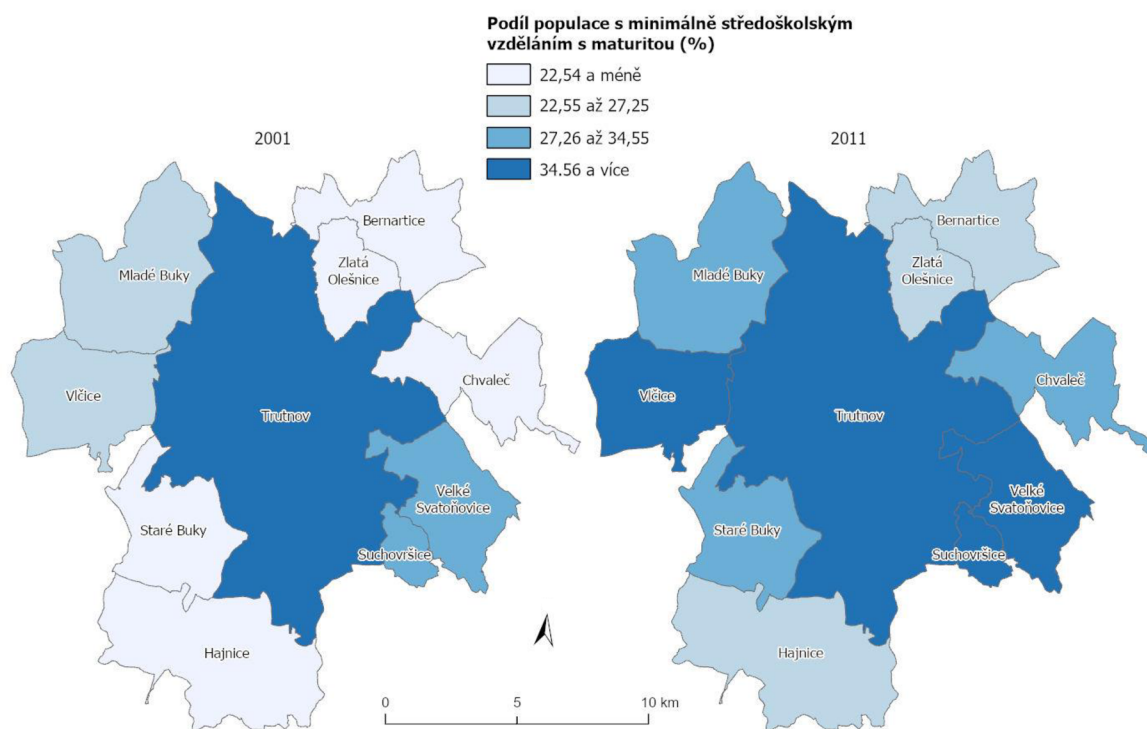 Podíl populace s minimálně středoškolským
vzděláním s maturitou (%)
22,54 a méně
22,55 až 27,25
27,26 až 34,55
34.56 a více
2001
Bernartice
Zlatá
Olešnice
Mladé Buky
Chvaleč
Vlčice
Trutnov
Velké
Svatoňovice
Staré Buky
Suchovršice
Hajnice
2011
Bernartice
Zlatá
Olešnice
Mladé Buky
Chvaleč
Vlčice
Trutnov
Velké
Svatoňovice
Staré Buky
Suchovršice
Hajnice
0 5 10 km